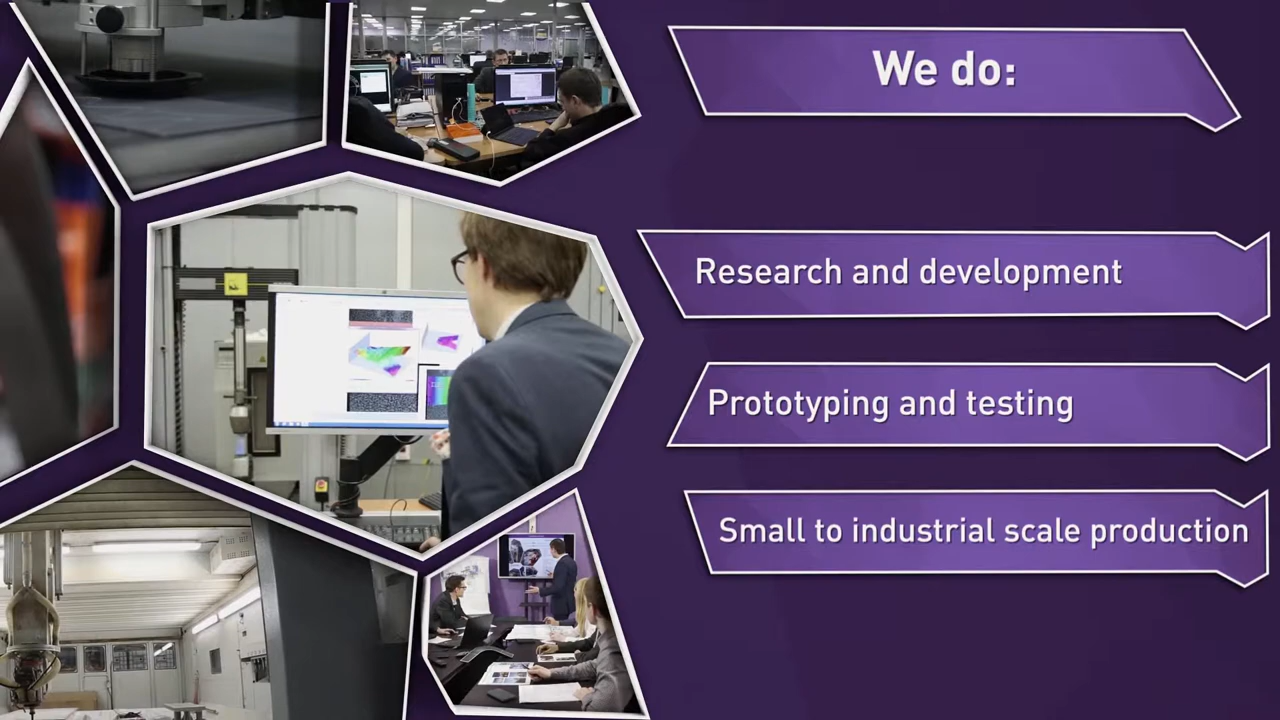 We do:
Research and development
Prototyping and testing
Small to industrial scale production